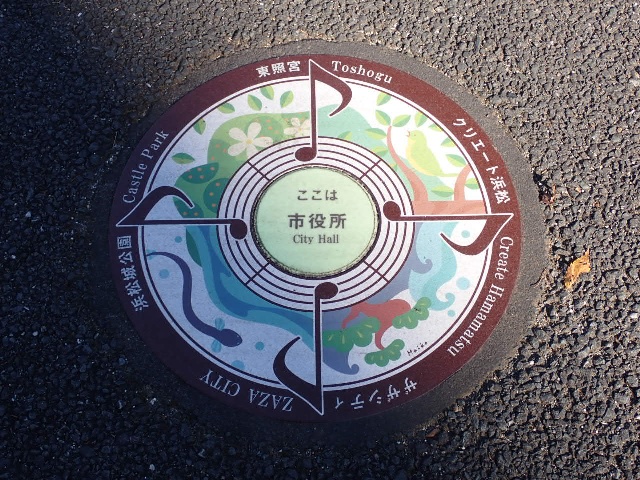 東照宮 Toshogu
クリエート浜松
Create Hamamatsu
ザザシティ
ZAZA CITY
浜松城公園
Castle Park
ここは
市役所
City Hall